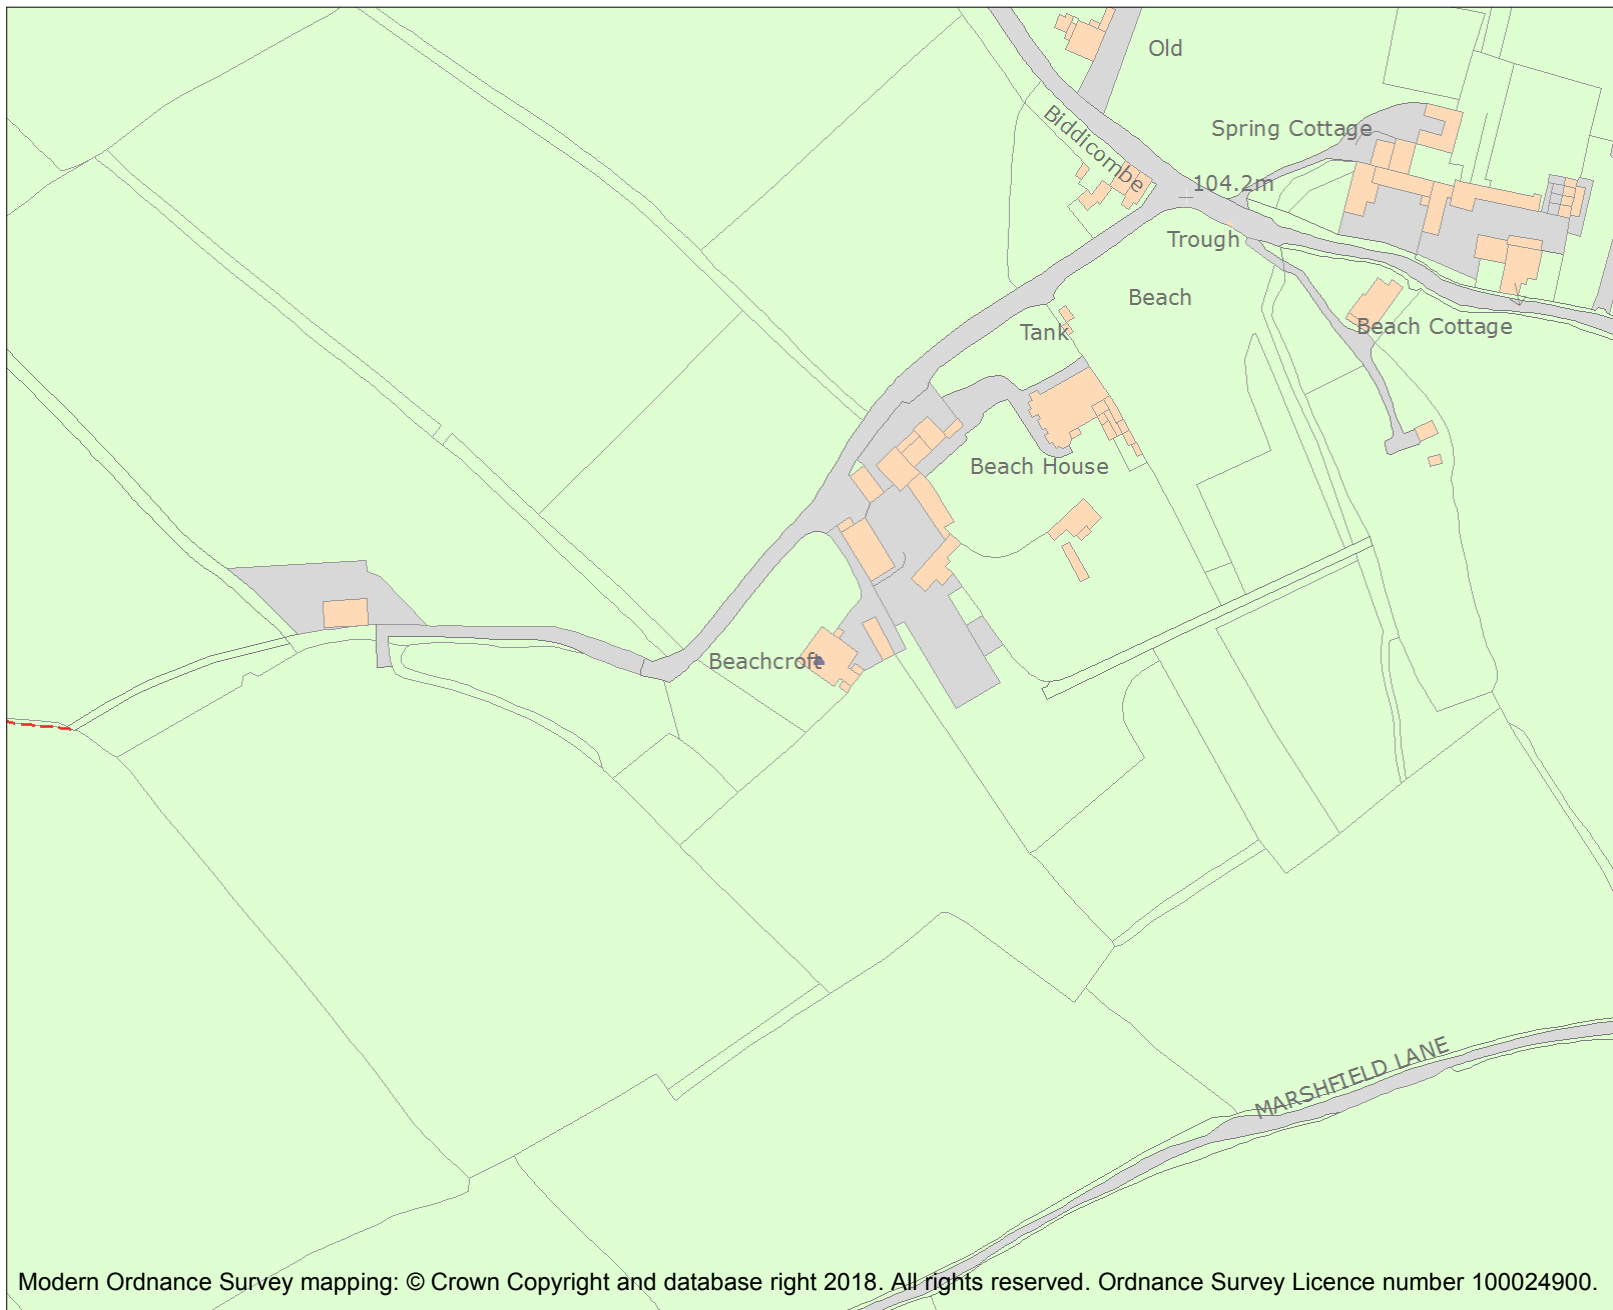 Old
Biddicombe
Spring Cottage
104.2m
Trough
Beach
Tank
Beach Cottage
Beach House
Beachcroft
MARSHFIELD LANE
Modern Ordnance Survey mapping: © Crown Copyright and database right 2018. All rights reserved. Ordnance Survey Licence number 100024900.